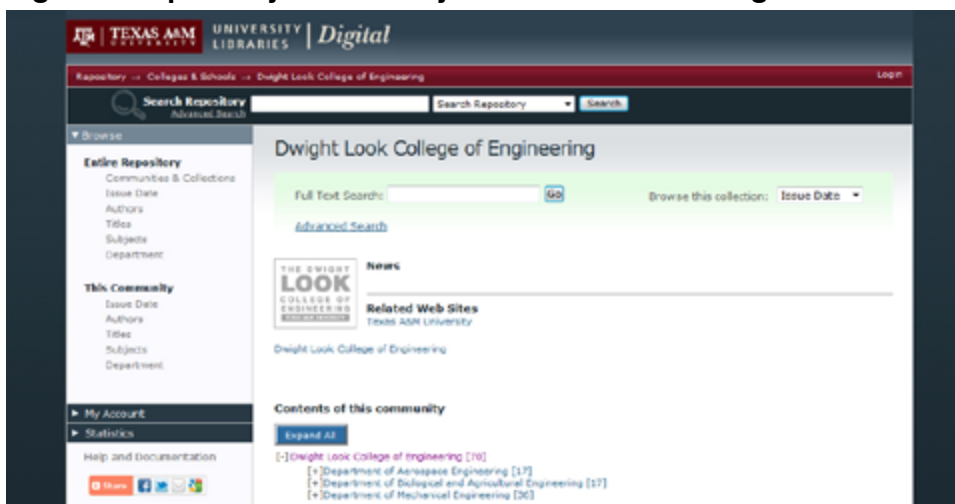 TEXAS A&M UNIVERSITY
UNIVERSITY LIBRARIES | Digital
Repository → Colleges & Schools → Dwight Look College of Engineering
Login
Search Repository
Advanced Search
Search Repository
Search
Browse
Entire Repository
Communities & Collections
Issue Date
Authors
Titles
Subjects
Department
This Community
Issue Date
Authors
Titles
Subjects
Department
My Account
Statistics
Help and Documentation
Share
Dwight Look College of Engineering
Full Text Search:
Go
Browse this collection:
Issue Date
Advanced Search
THE DWIGHT
LOOK
COLLEGE OF
ENGINEERING
News
Related Web Sites
Texas A&M University
Dwight Look College of Engineering
Contents of this community
Expand All
[-]Dwight Look College of Engineering [70]
[+]Department of Aerospace Engineering [17]
[+]Department of Biological and Agricultural Engineering [17]
[+]Department of Mechanical Engineering [36]